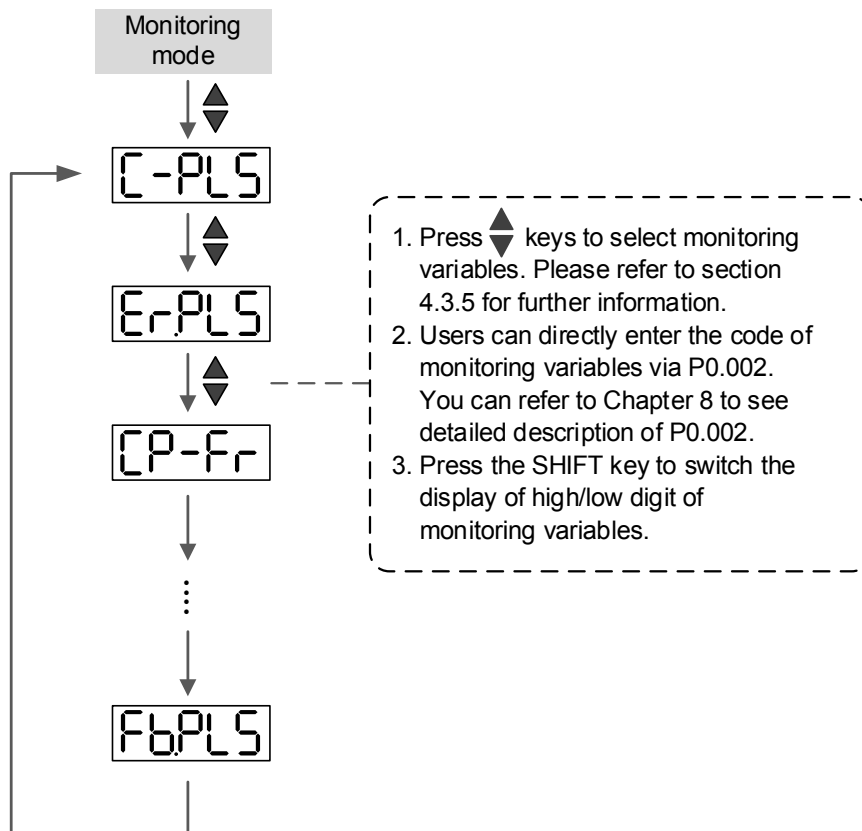 Monitoring
mode
C-PLS
Er.PLS
CP-Fr
Fb.PLS
1. Press ▲▼ keys to select monitoring
variables. Please refer to section
4.3.5 for further information.
2. Users can directly enter the code of
monitoring variables via P0.002.
You can refer to Chapter 8 to see
detailed description of P0.002.
3. Press the SHIFT key to switch the
display of high/low digit of
monitoring variables.